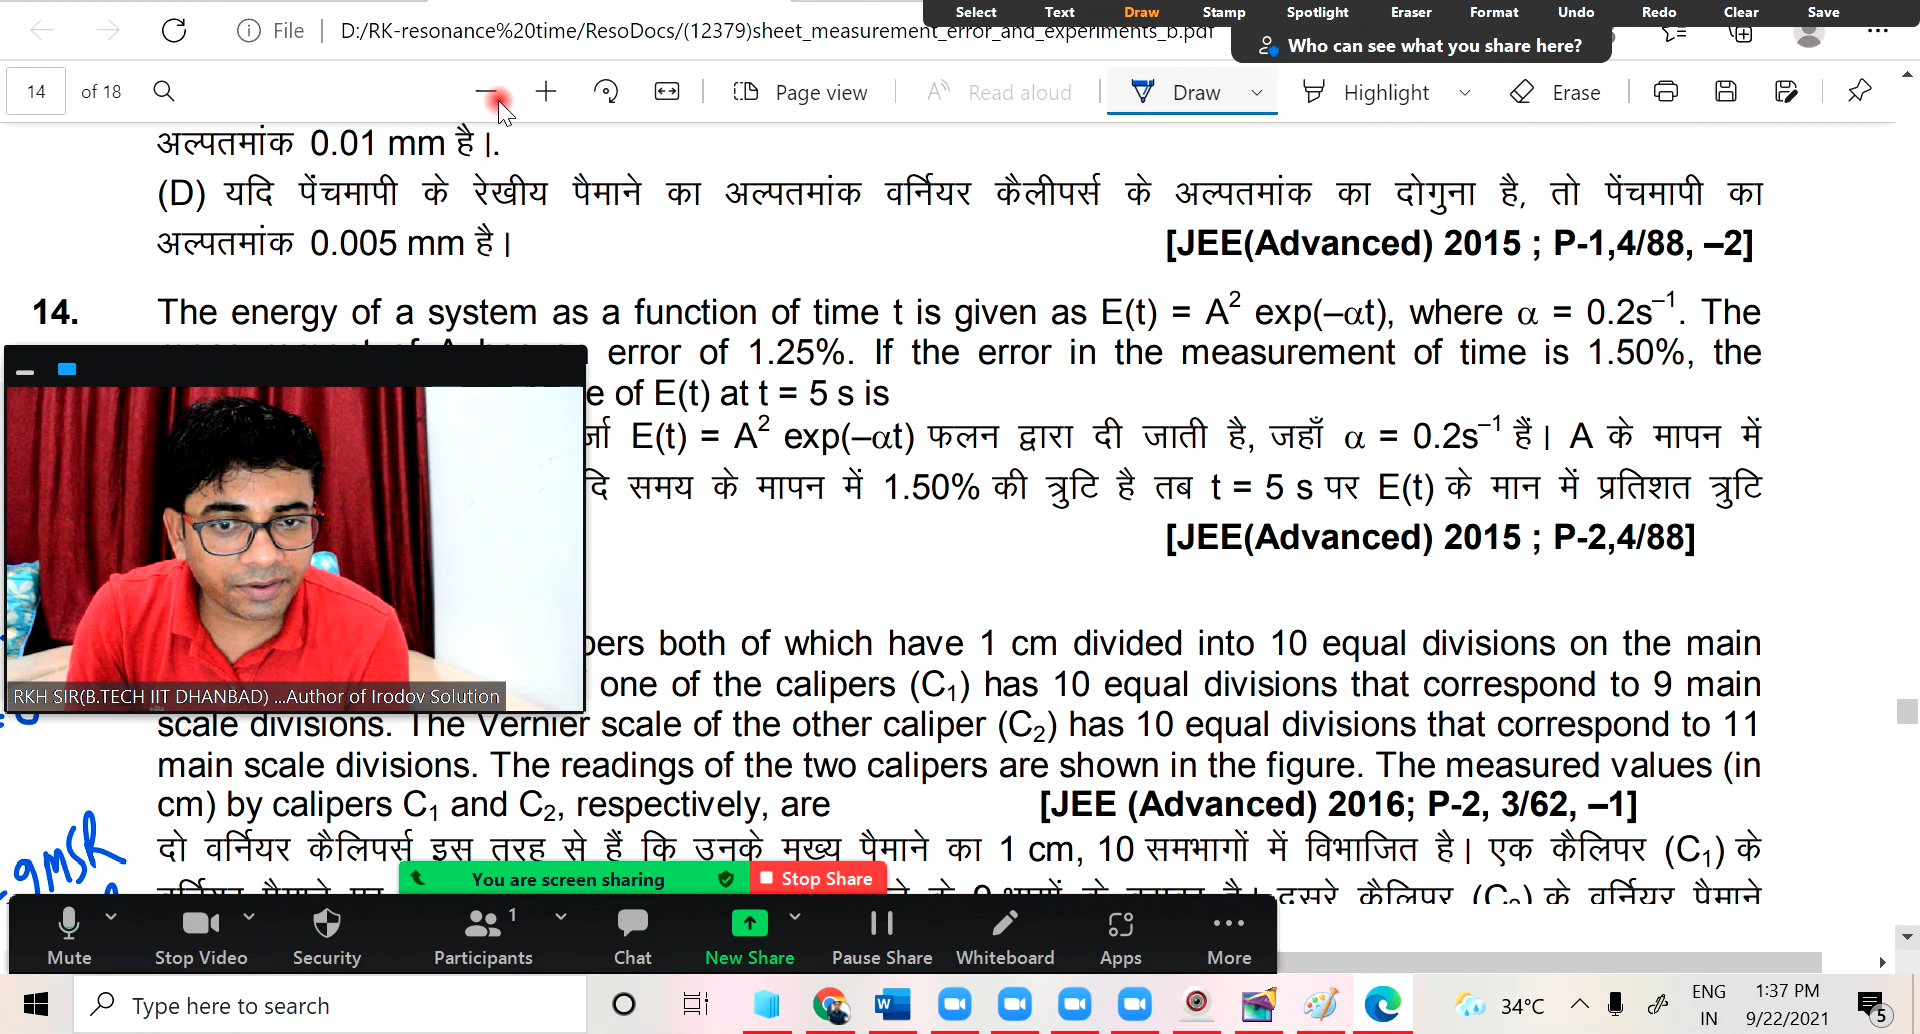 Select Text Draw Stamp Spotlight Eraser Format Undo Redo Clear Save
File D:/RK-resonance%20time/ResoDocs/(12379)sheet_measurement_error_and_experiments_b.pdf
Who can see what you share here?
14 of 18 Page view Read aloud Draw Highlight Erase
अल्पतमांक 0.01 mm है।.
(D) यदि पेंचमापी के रेखीय पैमाने का अल्पतमांक वर्नियर कैलीपर्स के अल्पतमांक का दोगुना है, तो पेंचमापी का
अल्पतमांक 0.005 mm है। [JEE(Advanced) 2015 ; P-1,4/88, –2]
14. The energy of a system as a function of time t is given as E(t) = A² exp(–αt), where α = 0.2s⁻¹. The
error of 1.25%. If the error in the measurement of time is 1.50%, the
e of E(t) at t = 5 s is
र्जा E(t) = A² exp(–αt) फलन द्वारा दी जाती है, जहाँ α = 0.2s⁻¹ हैं। A के मापन में
दि समय के मापन में 1.50% की त्रुटि है तब t = 5 s पर E(t) के मान में प्रतिशत त्रुटि
[JEE(Advanced) 2015 ; P-2,4/88]
pers both of which have 1 cm divided into 10 equal divisions on the main
one of the calipers (C₁) has 10 equal divisions that correspond to 9 main
RKH SIR(B.TECH IIT DHANBAD) ...Author of Irodov Solution
scale divisions. The Vernier scale of the other caliper (C₂) has 10 equal divisions that correspond to 11
main scale divisions. The readings of the two calipers are shown in the figure. The measured values (in
cm) by calipers C₁ and C₂, respectively, are [JEE (Advanced) 2016; P-2, 3/62, –1]
9MSR
दो वर्नियर कैलिपर्स इस तरह से हैं कि उनके मुख्य पैमाने का 1 cm, 10 समभागों में विभाजित है। एक कैलिपर (C₁) के
दूसरे कैलिपर (C₂) के वर्नियर पैमाने
You are screen sharing Stop Share
1
Mute Stop Video Security Participants Chat New Share Pause Share Whiteboard Apps More
Type here to search
34°C ENG 1:37 PM
IN 9/22/2021 5